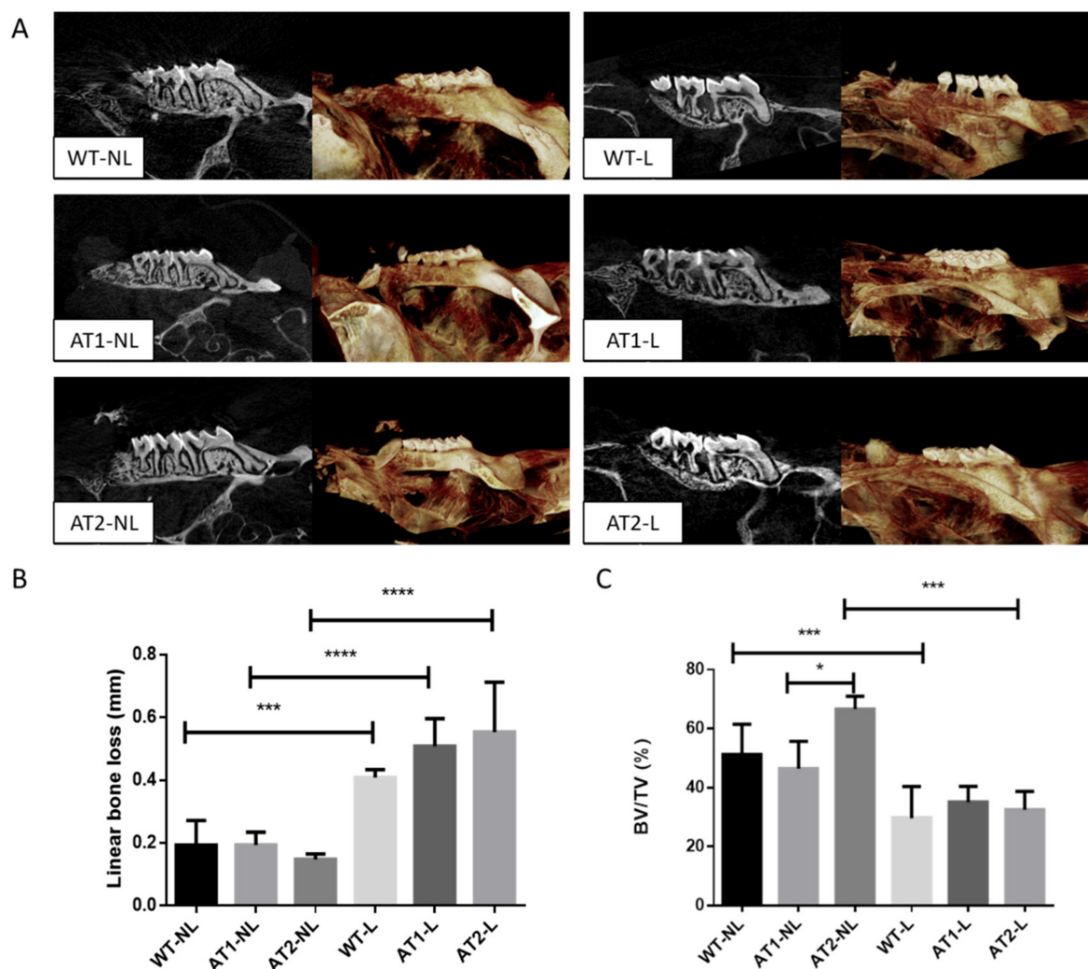 A
WT-NL
WT-L
AT1-NL
AT1-L
AT2-NL
AT2-L
B
****
****
***
Linear bone loss (mm)
0.8
0.6
0.4
0.2
0.0
WT-NL
AT1-NL
AT2-NL
WT-L
AT1-L
AT2-L
C
***
***
*
BV/TV (%)
80
60
40
20
0
WT-NL
AT1-NL
AT2-NL
WT-L
AT1-L
AT2-L